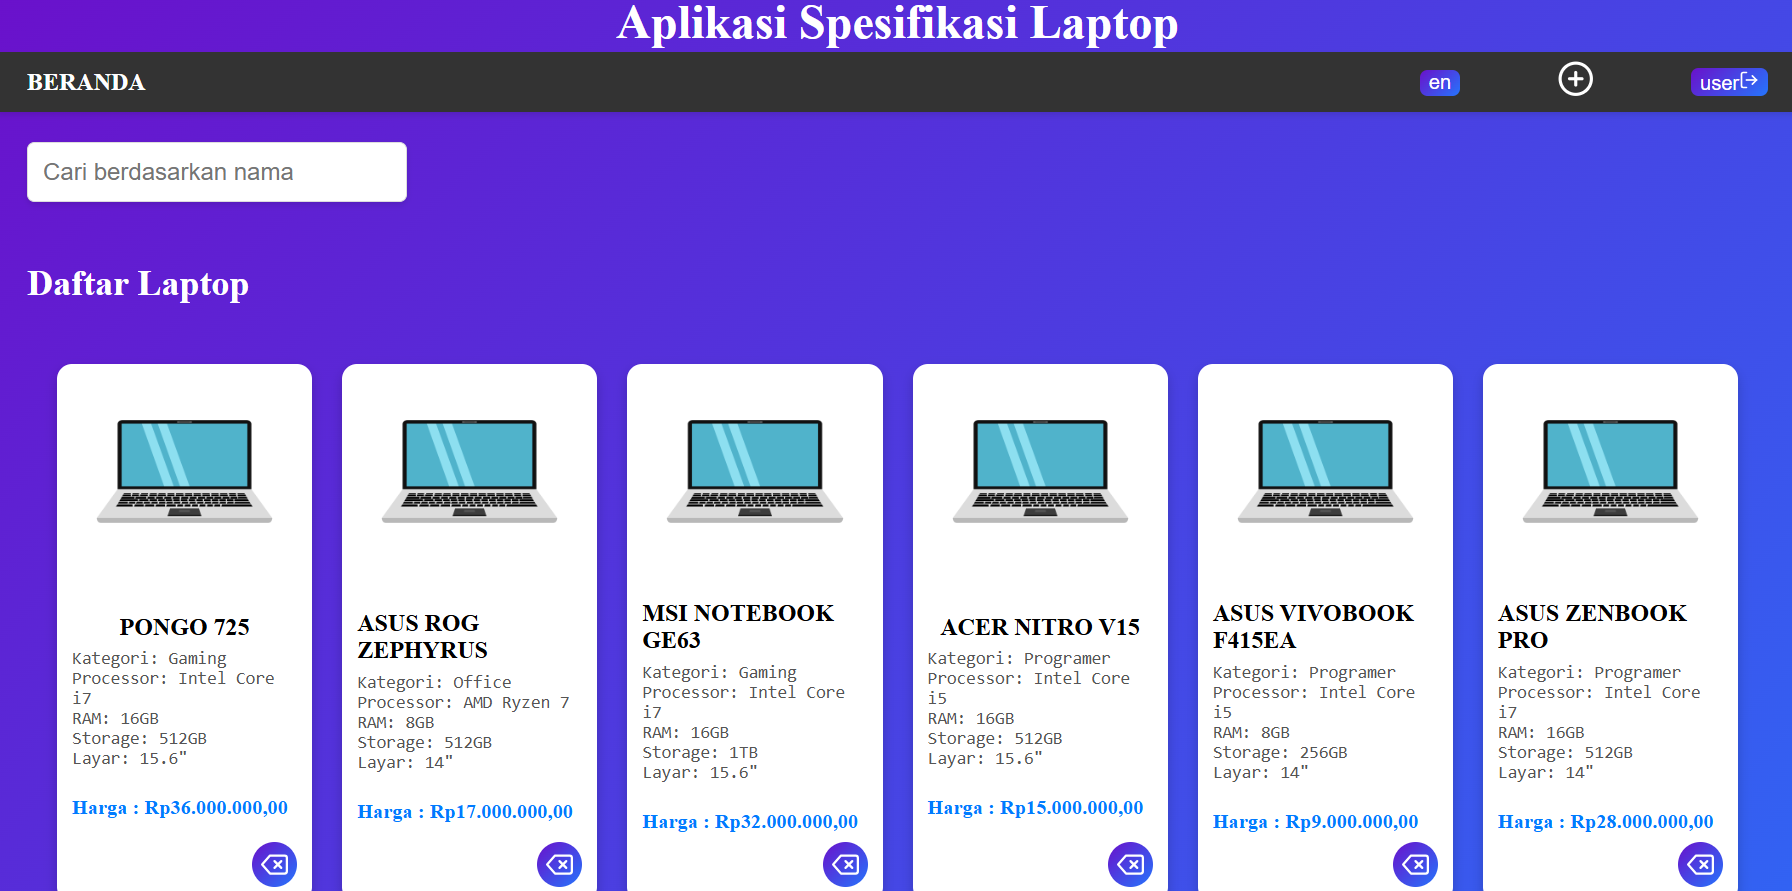 Aplikasi Spesifikasi Laptop
BERANDA
en
user
Cari berdasarkan nama
Daftar Laptop
PONGO 725
Kategori: Gaming
Processor: Intel Core
i7
RAM: 16GB
Storage: 512GB
Layar: 15.6"
Harga : Rp36.000.000,00
ASUS ROG
ZEPHYRUS
Kategori: Office
Processor: AMD Ryzen 7
RAM: 8GB
Storage: 512GB
Layar: 14"
Harga : Rp17.000.000,00
MSI NOTEBOOK
GE63
Kategori: Gaming
Processor: Intel Core
i7
RAM: 16GB
Storage: 1TB
Layar: 15.6"
Harga : Rp32.000.000,00
ACER NITRO V15
Kategori: Programer
Processor: Intel Core
i5
RAM: 16GB
Storage: 512GB
Layar: 15.6"
Harga : Rp15.000.000,00
ASUS VIVOBOOK
F415EA
Kategori: Programer
Processor: Intel Core
i5
RAM: 8GB
Storage: 256GB
Layar: 14"
Harga : Rp9.000.000,00
ASUS ZENBOOK
PRO
Kategori: Programer
Processor: Intel Core
i7
RAM: 16GB
Storage: 512GB
Layar: 14"
Harga : Rp28.000.000,00